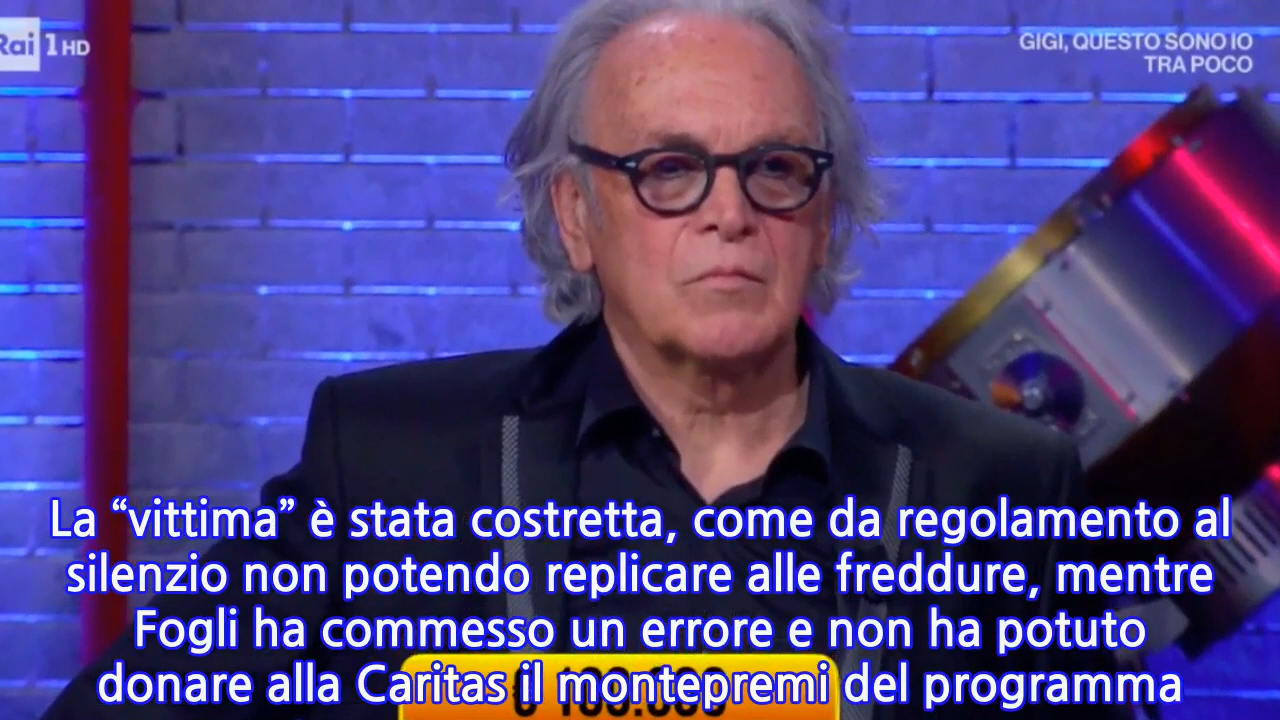 Rai 1 HD
GIGI, QUESTO SONO IO
TRA POCO
La “vittima” è stata costretta, come da regolamento al
silenzio non potendo replicare alle freddure, mentre
Fogli ha commesso un errore e non ha potuto
donare alla Caritas il montepremi del programma